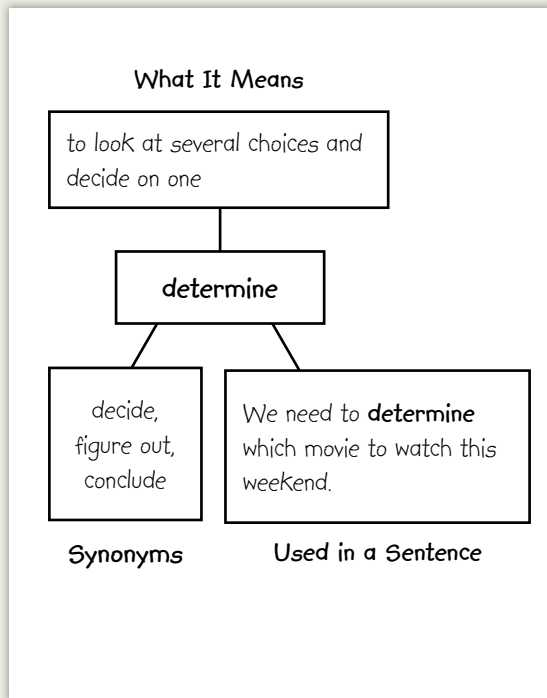 What It Means
to look at several choices and
decide on one
determine
decide,
figure out,
conclude
We need to determine
which movie to watch this
weekend.
Synonyms
Used in a Sentence